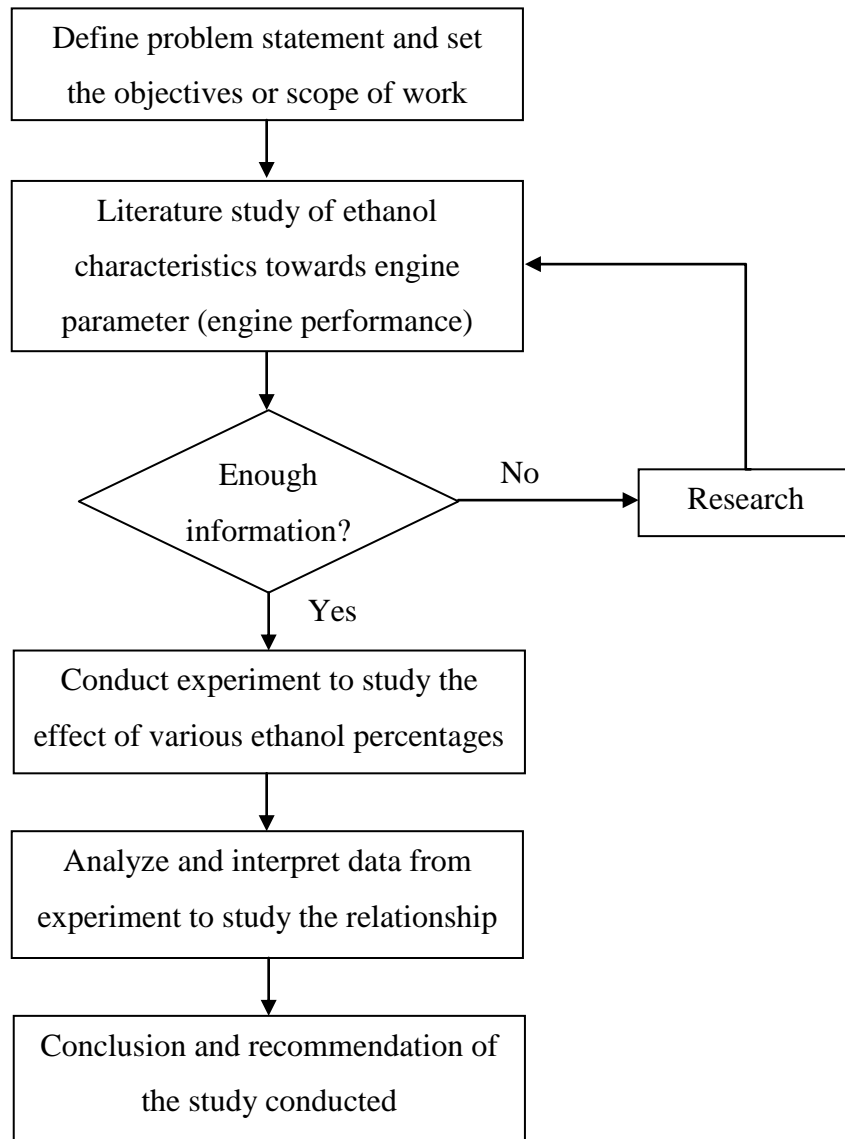 Define problem statement and set
the objectives or scope of work
Literature study of ethanol
characteristics towards engine
parameter (engine performance)
Enough
information?
No
Research
Yes
Conduct experiment to study the
effect of various ethanol percentages
Analyze and interpret data from
experiment to study the relationship
Conclusion and recommendation of
the study conducted